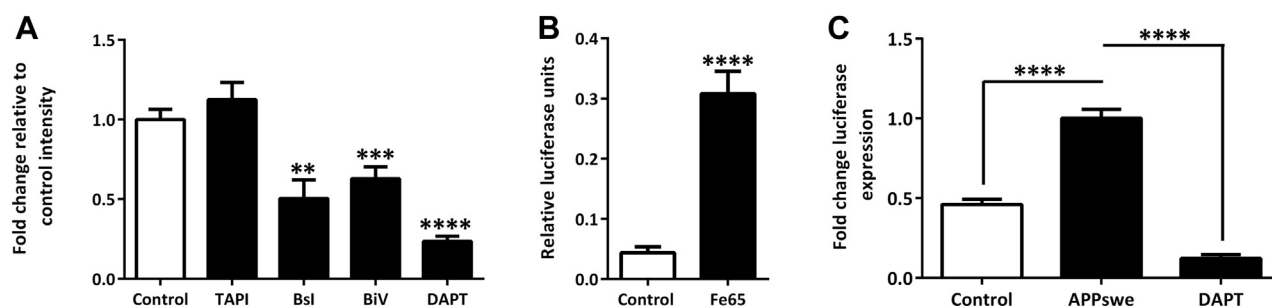 A
Fold change relative to
control intensity
1.5
1.0
0.5
0.0
**
***
****
Control TAPI BsI BiV DAPT
B
Relative luciferase units
0.4
0.3
0.2
0.1
0.0
****
Control Fe65
C
Fold change luciferase
expression
1.5
1.0
0.5
0.0
****
****
Control APPswe DAPT